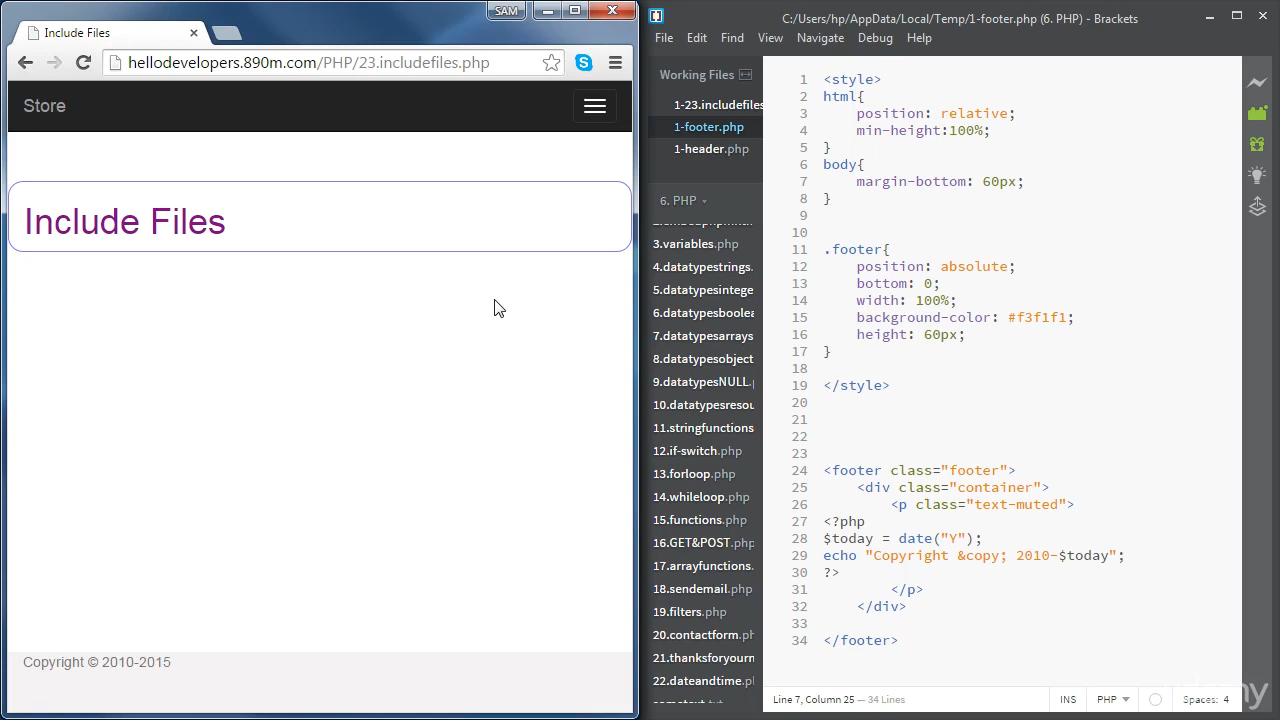 SAM
Include Files
hellodevelopers.890m.com/PHP/23.includefiles.php
Store
Include Files
Copyright © 2010-2015
C:/Users/hp/AppData/Local/Temp/1-footer.php (6. PHP) - Brackets
File Edit Find View Navigate Debug Help
Working Files
1-23.includefiles
1-footer.php
1-header.php
6. PHP
3.variables.php
4.datatypestrings.
5.datatypesintege
6.datatypesboolea
7.datatypesarrays
8.datatypesobject
9.datatypesNULL.p
10.datatypesresou
11.stringfunctions
12.if-switch.php
13.forloop.php
14.whileloop.php
15.functions.php
16.GET&POST.php
17.arrayfunctions.
18.sendemail.php
19.filters.php
20.contactform.ph
21.thanksforyourn
22.dateandtime.p
1 <style>
2 html{
3 position: relative;
4 min-height:100%;
5 }
6 body{
7 margin-bottom: 60px;
8 }
9
10
11 .footer{
12 position: absolute;
13 bottom: 0;
14 width: 100%;
15 background-color: #f3f1f1;
16 height: 60px;
17 }
18
19 </style>
20
21
22
23
24 <footer class="footer">
25 <div class="container">
26 <p class="text-muted">
27 <?php
28 $today = date("Y");
29 echo "Copyright &copy; 2010-$today";
30 ?>
31 </p>
32 </div>
33
34 </footer>
Line 7, Column 25 — 34 Lines
INS PHP Spaces: 4